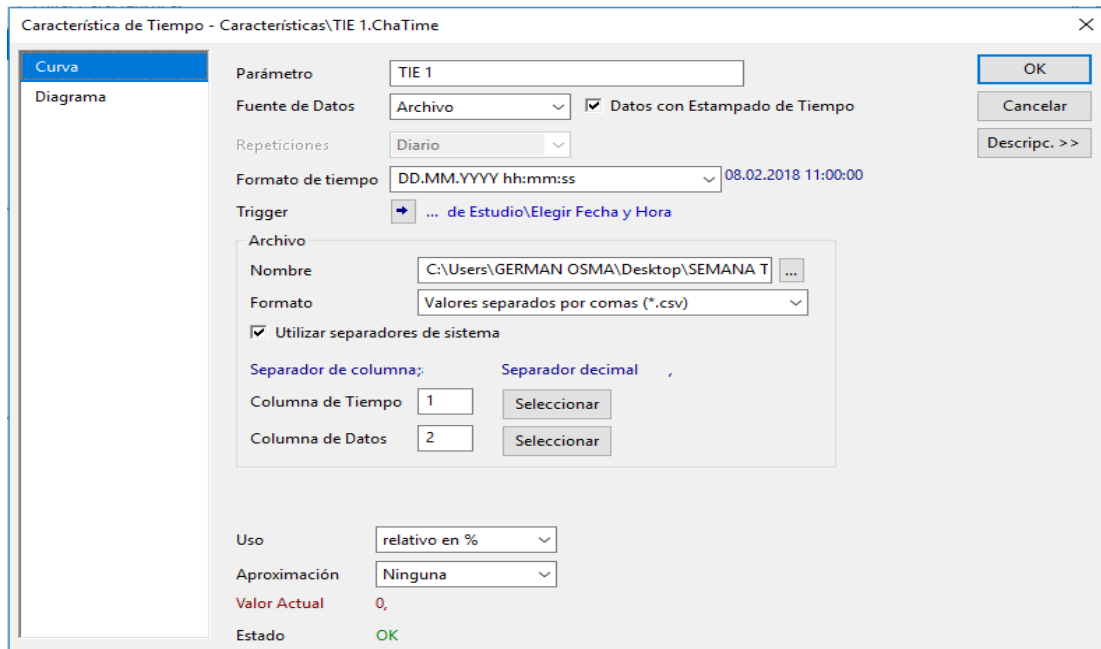 Característica de Tiempo - Características\TIE 1.ChaTime
Curva
Diagrama
Parámetro TIE 1
Fuente de Datos Archivo Datos con Estampado de Tiempo
Repeticiones Diario
Formato de tiempo DD.MM.YYYY hh:mm:ss 08.02.2018 11:00:00
Trigger ... de Estudio\Elegir Fecha y Hora
Archivo
Nombre C:\Users\GERMAN OSMA\Desktop\SEMANA T ...
Formato Valores separados por comas (*.csv)
Utilizar separadores de sistema
Separador de columna;: Separador decimal ,
Columna de Tiempo 1 Seleccionar
Columna de Datos 2 Seleccionar
Uso relativo en %
Aproximación Ninguna
Valor Actual 0,
Estado OK
OK
Cancelar
Descripc. >>